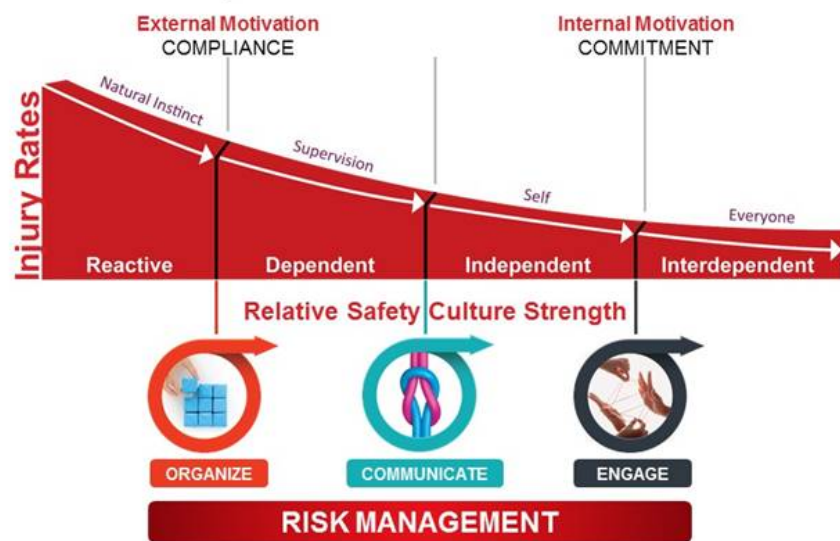 External Motivation
COMPLIANCE
Internal Motivation
COMMITMENT
Injury Rates
Natural Instinct
Supervision
Self
Everyone
Reactive
Dependent
Independent
Interdependent
Relative Safety Culture Strength
ORGANIZE
COMMUNICATE
ENGAGE
RISK MANAGEMENT